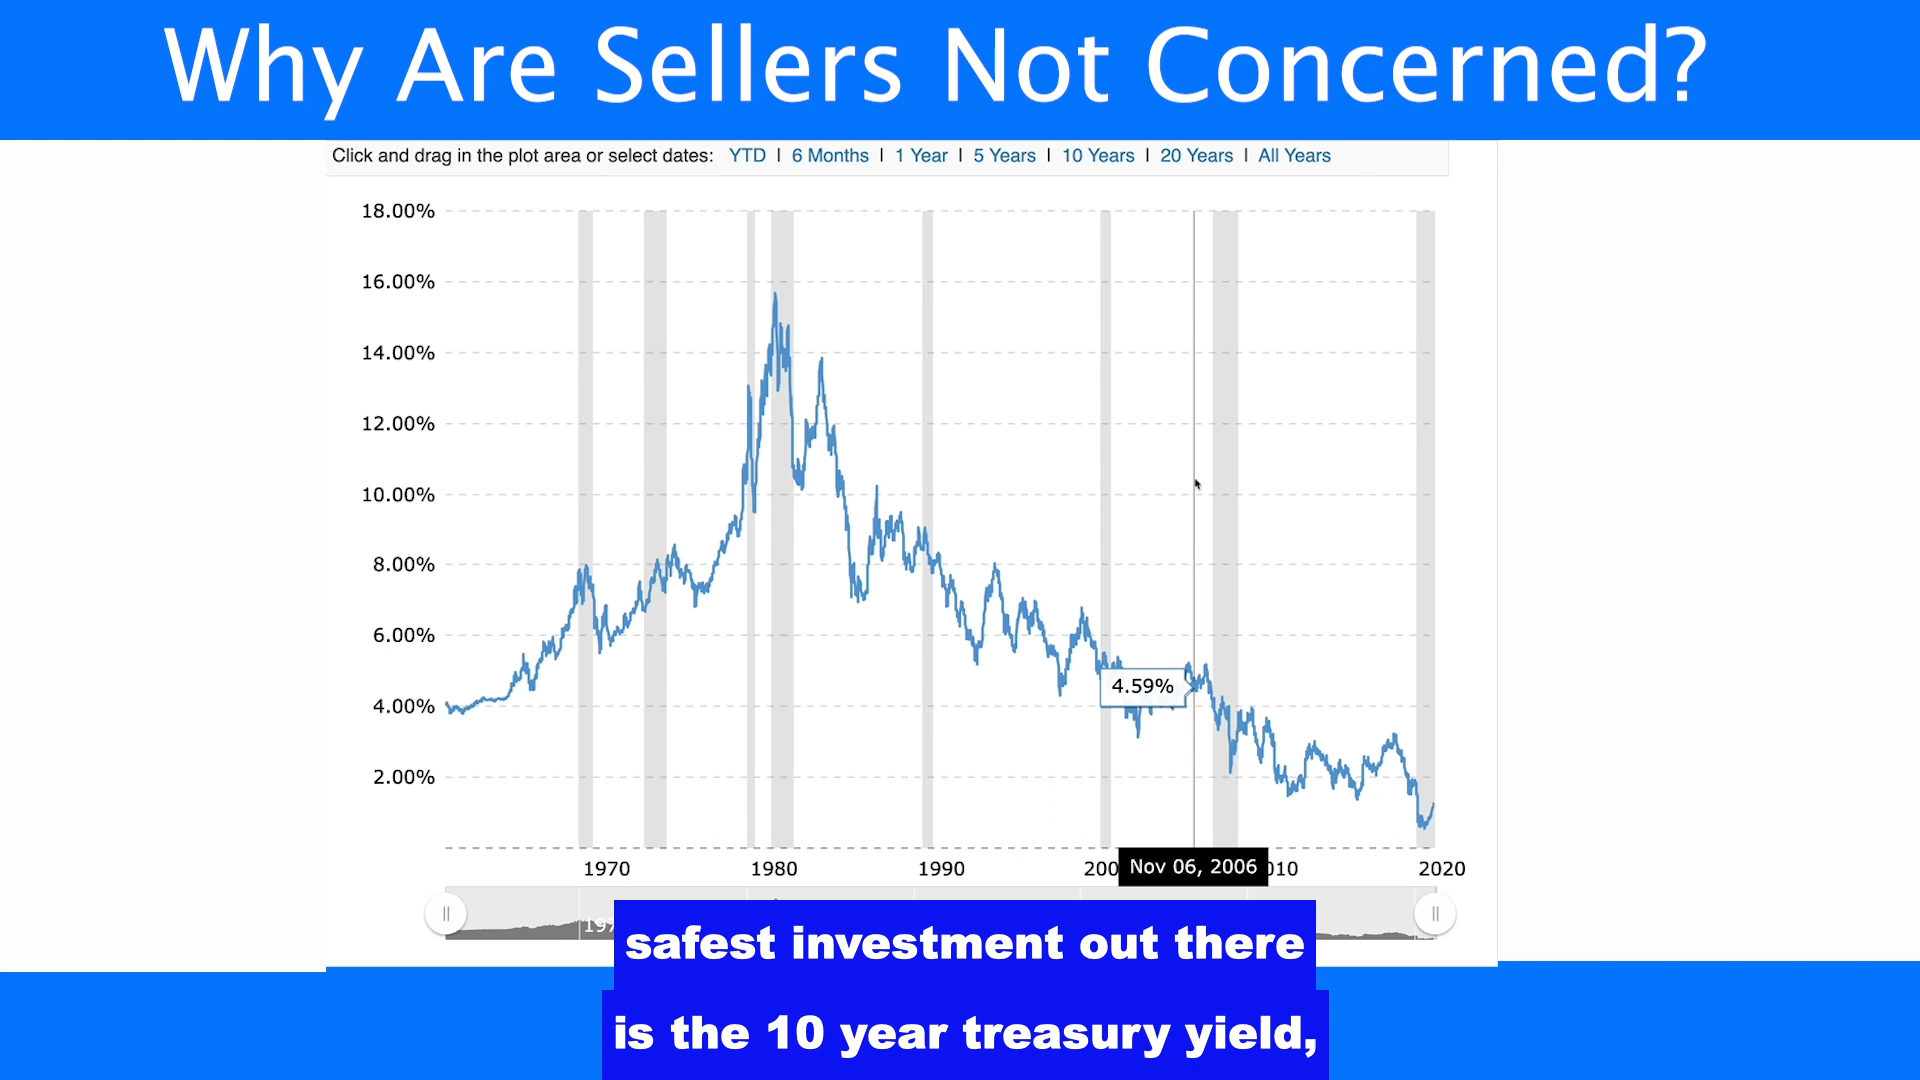 Why Are Sellers Not Concerned?
Click and drag in the plot area or select dates: YTD | 6 Months | 1 Year | 5 Years | 10 Years | 20 Years | All Years
18.00%
16.00%
14.00%
12.00%
10.00%
8.00%
6.00%
4.00%
2.00%
4.59%
1970 1980 1990 200 Nov 06, 2006 010 2020
197
safest investment out there
is the 10 year treasury yield,